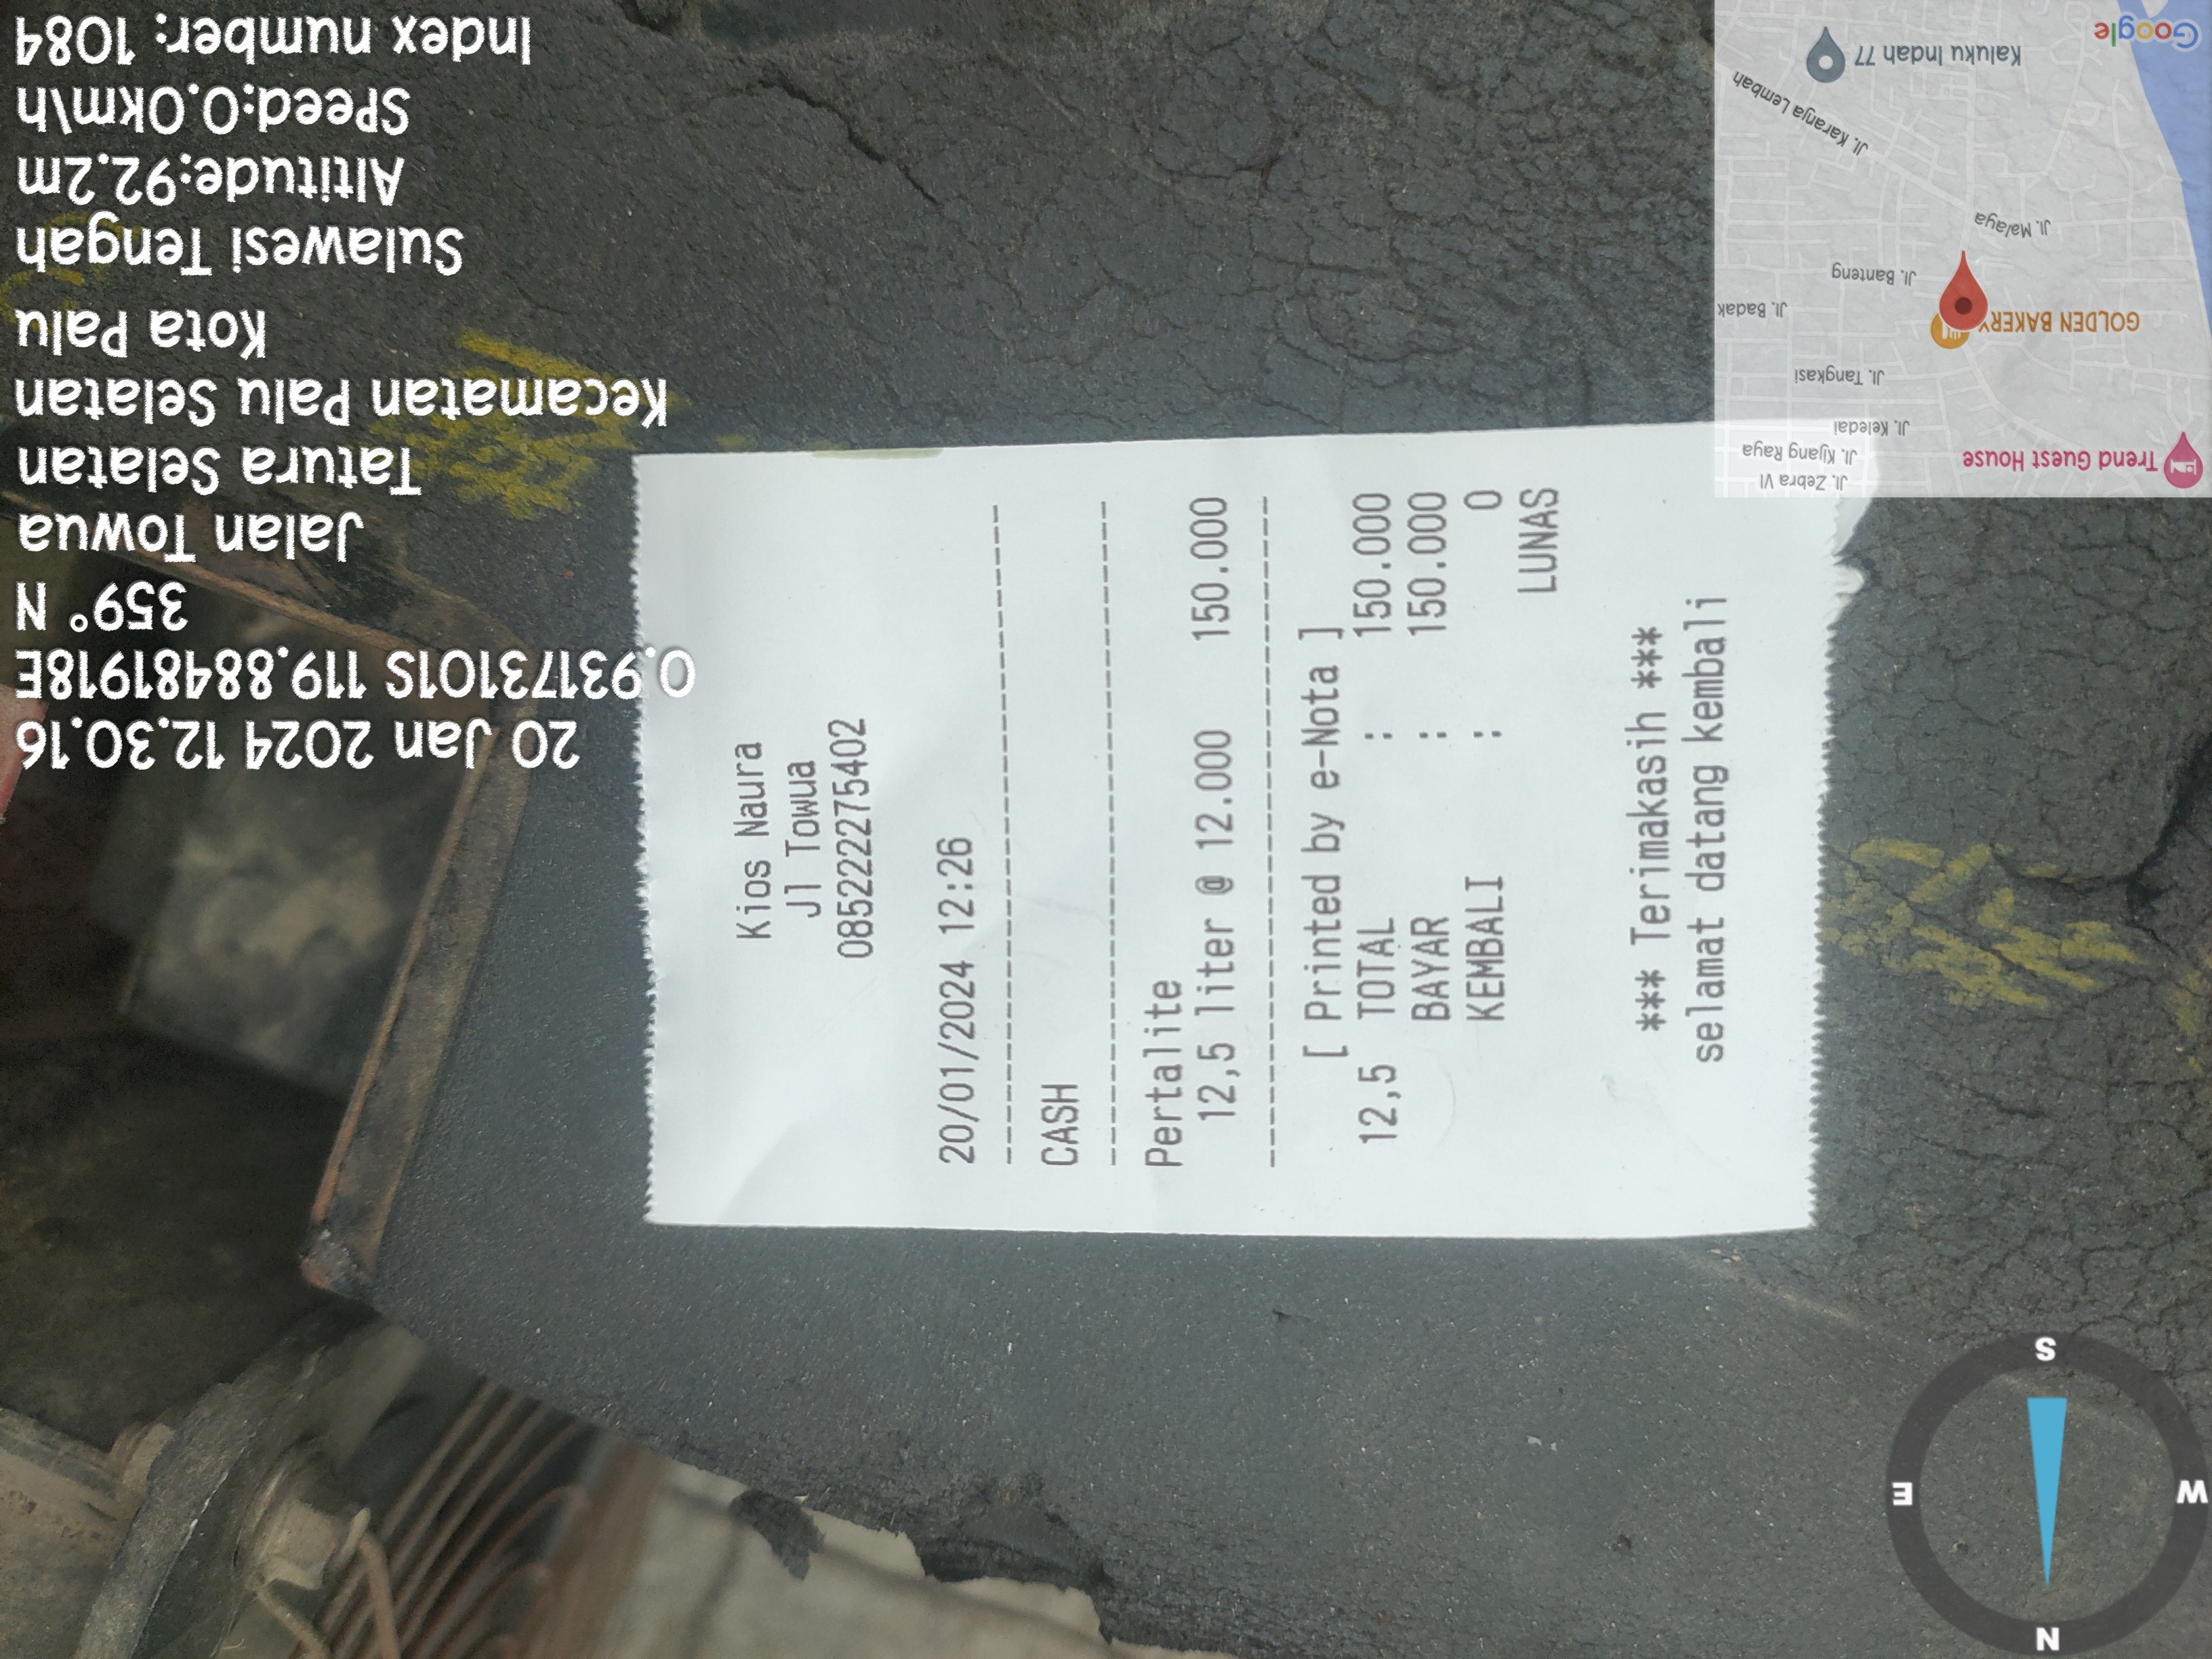 Kios Naura
Jl Towua
085222275402
20/01/2024 12:26
--------------------------------
CASH
--------------------------------
Pertalite
12,5 liter @ 12.000 150.000
--------------------------------
[ Printed by e-Nota ]
12,5 TOTAL : 150.000
BAYAR : 150.000
KEMBALI : 0
LUNAS
*** Terimakasih ***
selamat datang kembali
20 Jan 2024 12.30.16
0.93173101S 119.88481918E
359° N
Jalan Towua
Tatura Selatan
Kecamatan Palu Selatan
Kota Palu
Sulawesi Tengah
Altitude:92.2m
Speed:0.0km\h
Index number: 1084
Trend Guest House
Jl. Zebra VI
Jl. Kijang Raya
Jl. Keledai
Jl. Tangkasi
GOLDEN BAKERY
Jl. Badak
Jl. Banteng
Jl. Malaya
Jl. Karanja Lembah
Kaluku Indah 77
Google
N
E
W
S